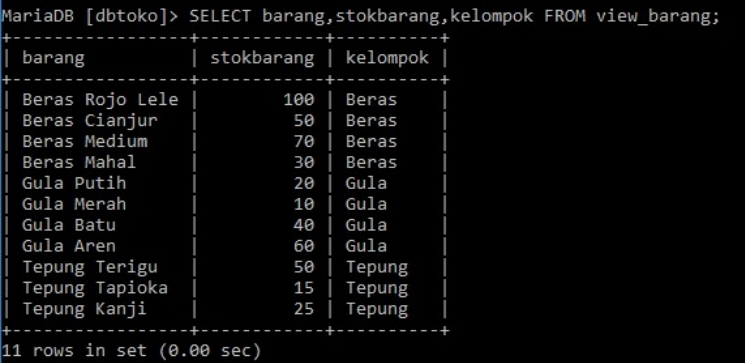 MariaDB [dbtoko]> SELECT barang,stokbarang,kelompok FROM view_barang;
+------------------+------------+----------+
| barang           | stokbarang | kelompok |
+------------------+------------+----------+
| Beras Rojo Lele  |        100 | Beras    |
| Beras Cianjur    |         50 | Beras    |
| Beras Medium     |         70 | Beras    |
| Beras Mahal      |         30 | Beras    |
| Gula Putih       |         20 | Gula     |
| Gula Merah       |         10 | Gula     |
| Gula Batu        |         40 | Gula     |
| Gula Aren        |         60 | Gula     |
| Tepung Terigu    |         50 | Tepung   |
| Tepung Tapioka   |         15 | Tepung   |
| Tepung Kanji     |         25 | Tepung   |
+------------------+------------+----------+
11 rows in set (0.00 sec)